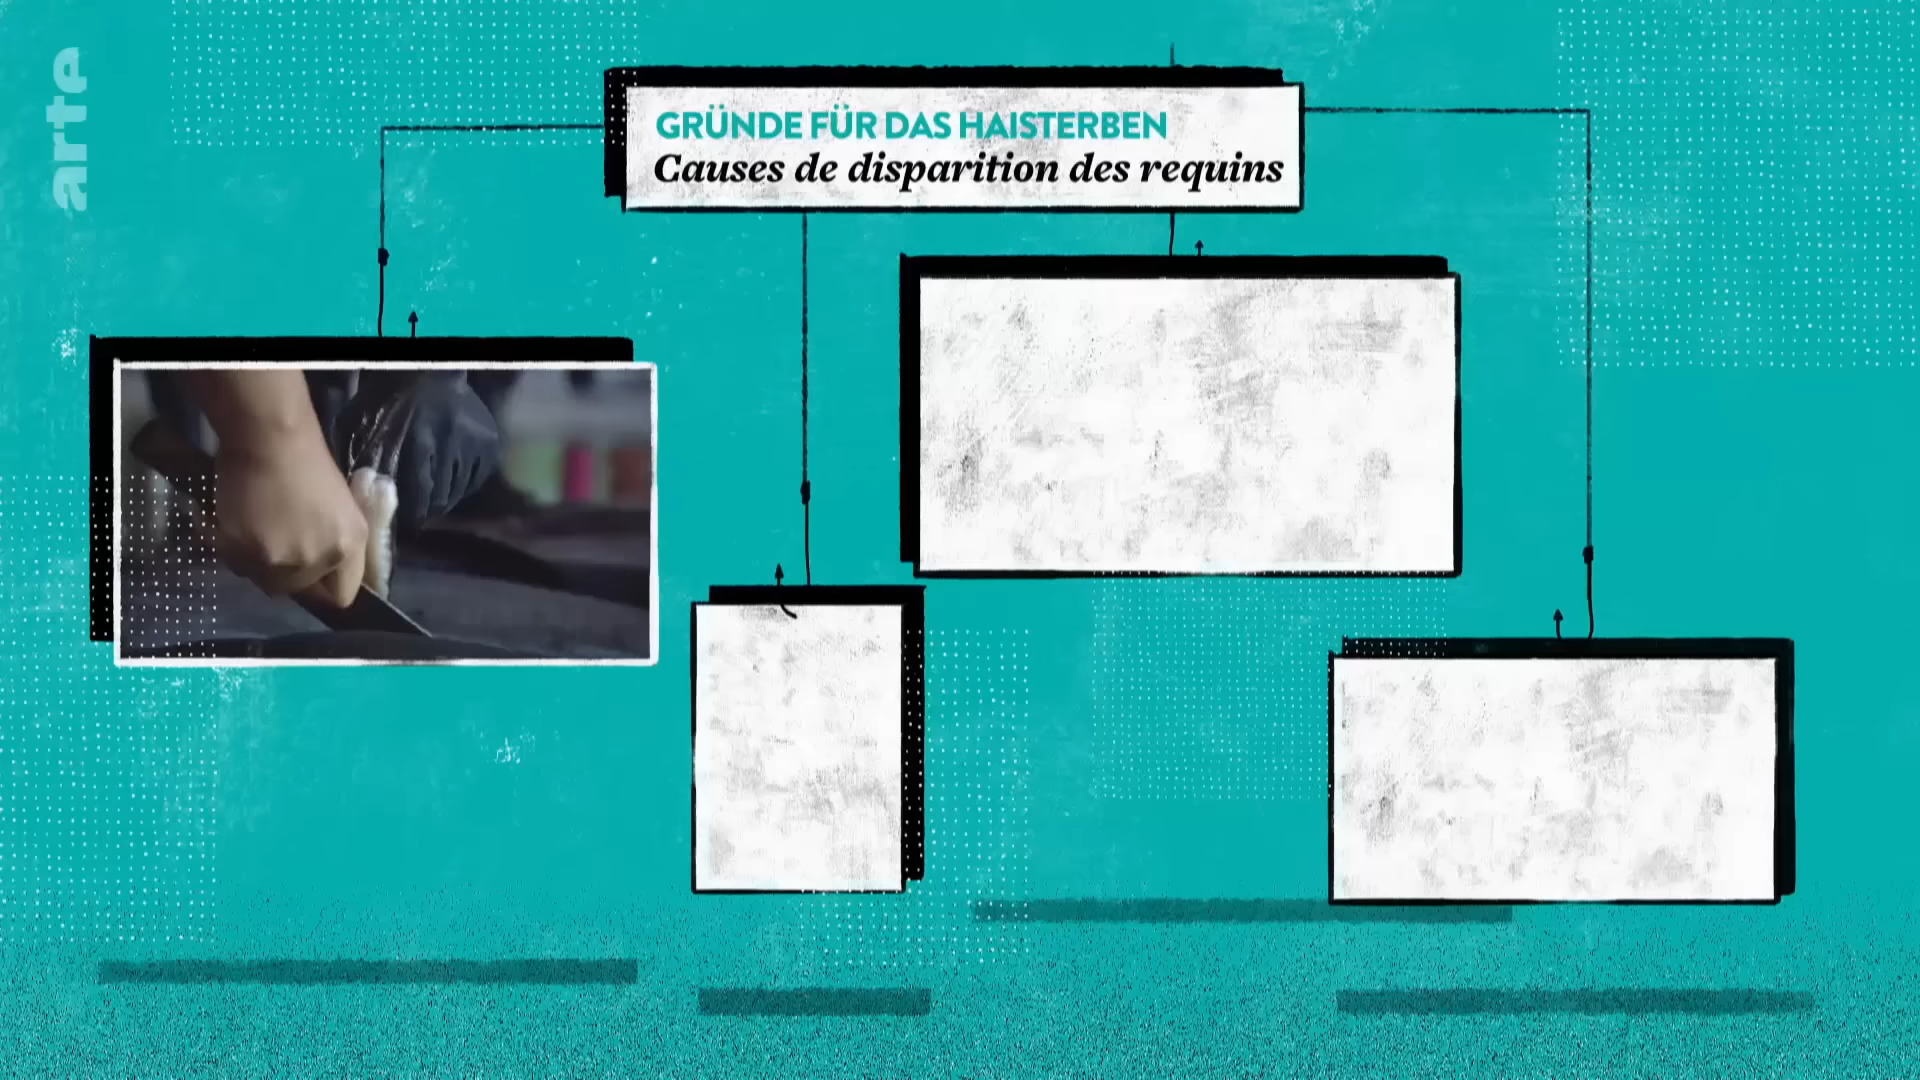 arte
GRÜNDE FÜR DAS HAISTERBEN
Causes de disparition des requins